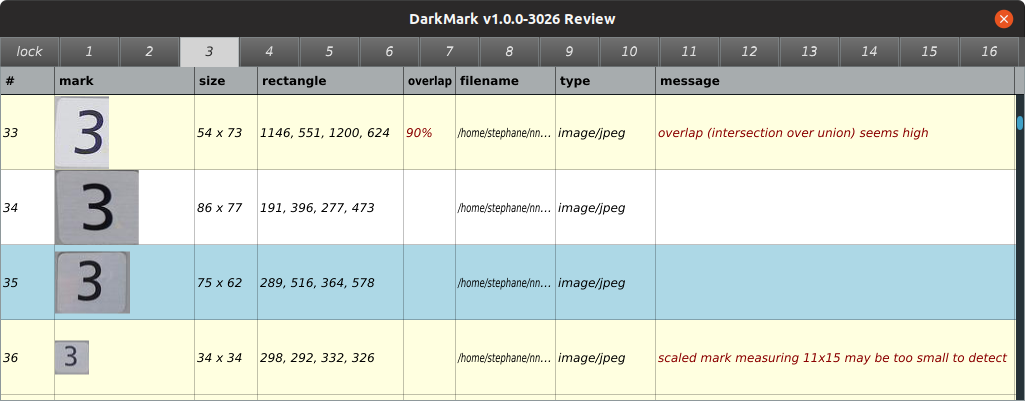 DarkMark v1.0.0-3026 Review
lock 1 2 3 4 5 6 7 8 9 10 11 12 13 14 15 16
# mark size rectangle overlap filename type message
33 3 54 x 73 1146, 551, 1200, 624 90% /home/stephane/nn... image/jpeg overlap (intersection over union) seems high
34 3 86 x 77 191, 396, 277, 473 /home/stephane/nn... image/jpeg
35 3 75 x 62 289, 516, 364, 578 /home/stephane/nn... image/jpeg
36 3 34 x 34 298, 292, 332, 326 /home/stephane/nn... image/jpeg scaled mark measuring 11x15 may be too small to detect